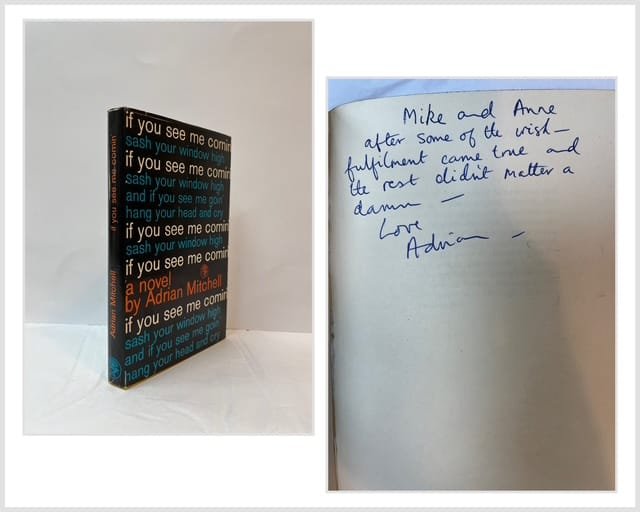 if you see me comin
Adrian Mitchell
if you see me comin
sash your window high
if you see me comin
sash your window high
and if you see me goin
hang your head and cry
if you see me comin
sash your window high
if you see me comin
a novel
by Adrian Mitchell
if you see me comin
sash your window high
and if you see me goin
hang your head and cry
Mike and Anne
after some of the wish–
fulfilment came true and
the rest didn't matter a
damn —
Love
Adrian –